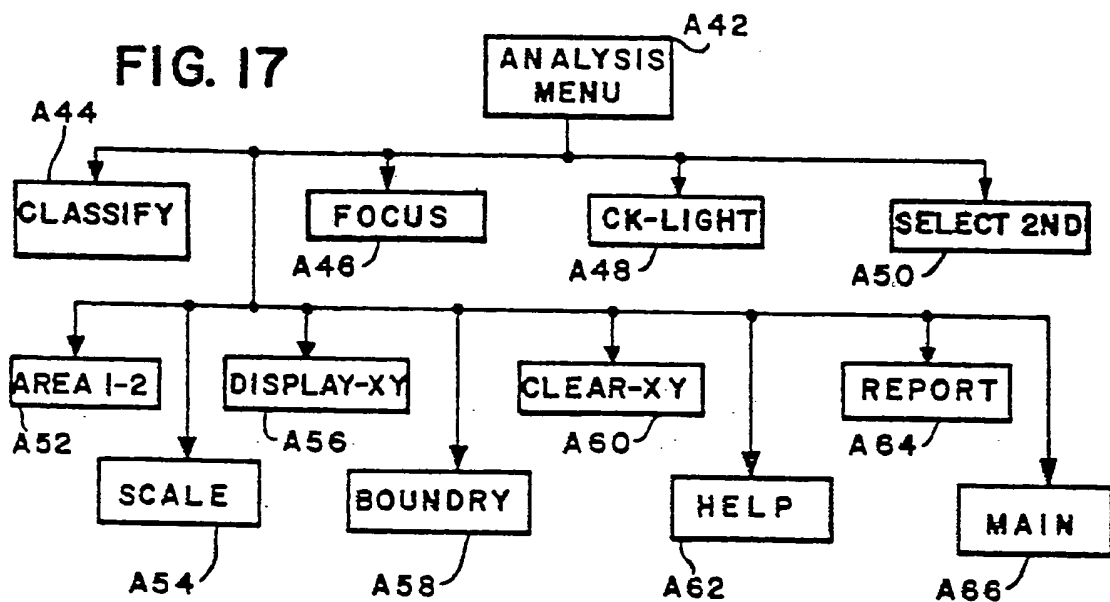 FIG. 17
A42
ANALYSIS
MENU
A44
CLASSIFY
FOCUS
CK-LIGHT
SELECT 2ND
A46
A48
A50
AREA 1-2
DISPLAY-XY
CLEAR-XY
REPORT
A52
A56
A60
A64
SCALE
BOUNDRY
HELP
MAIN
A54
A58
A62
A66